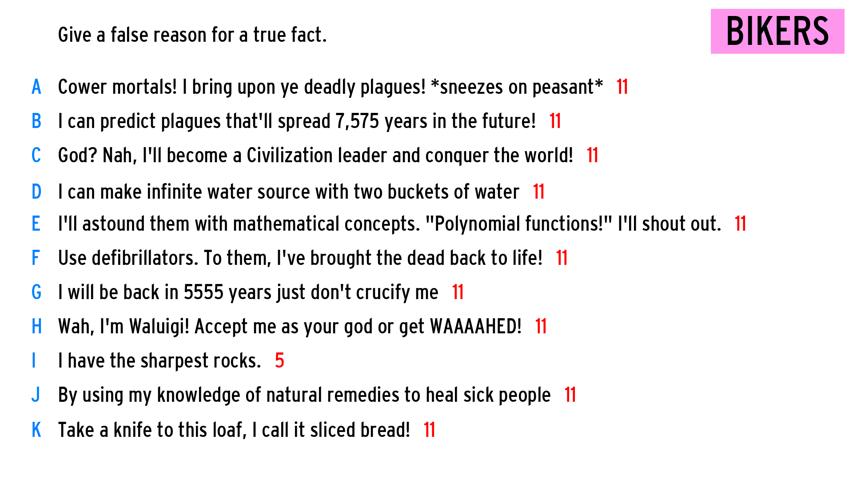 Give a false reason for a true fact.
BIKERS
A Cower mortals! I bring upon ye deadly plagues! *sneezes on peasant* 11
B I can predict plagues that'll spread 7,575 years in the future! 11
C God? Nah, I'll become a Civilization leader and conquer the world! 11
D I can make infinite water source with two buckets of water 11
E I'll astound them with mathematical concepts. "Polynomial functions!" I'll shout out. 11
F Use defibrillators. To them, I've brought the dead back to life! 11
G I will be back in 5555 years just don't crucify me 11
H Wah, I'm Waluigi! Accept me as your god or get WAAAAHED! 11
I I have the sharpest rocks. 5
J By using my knowledge of natural remedies to heal sick people 11
K Take a knife to this loaf, I call it sliced bread! 11